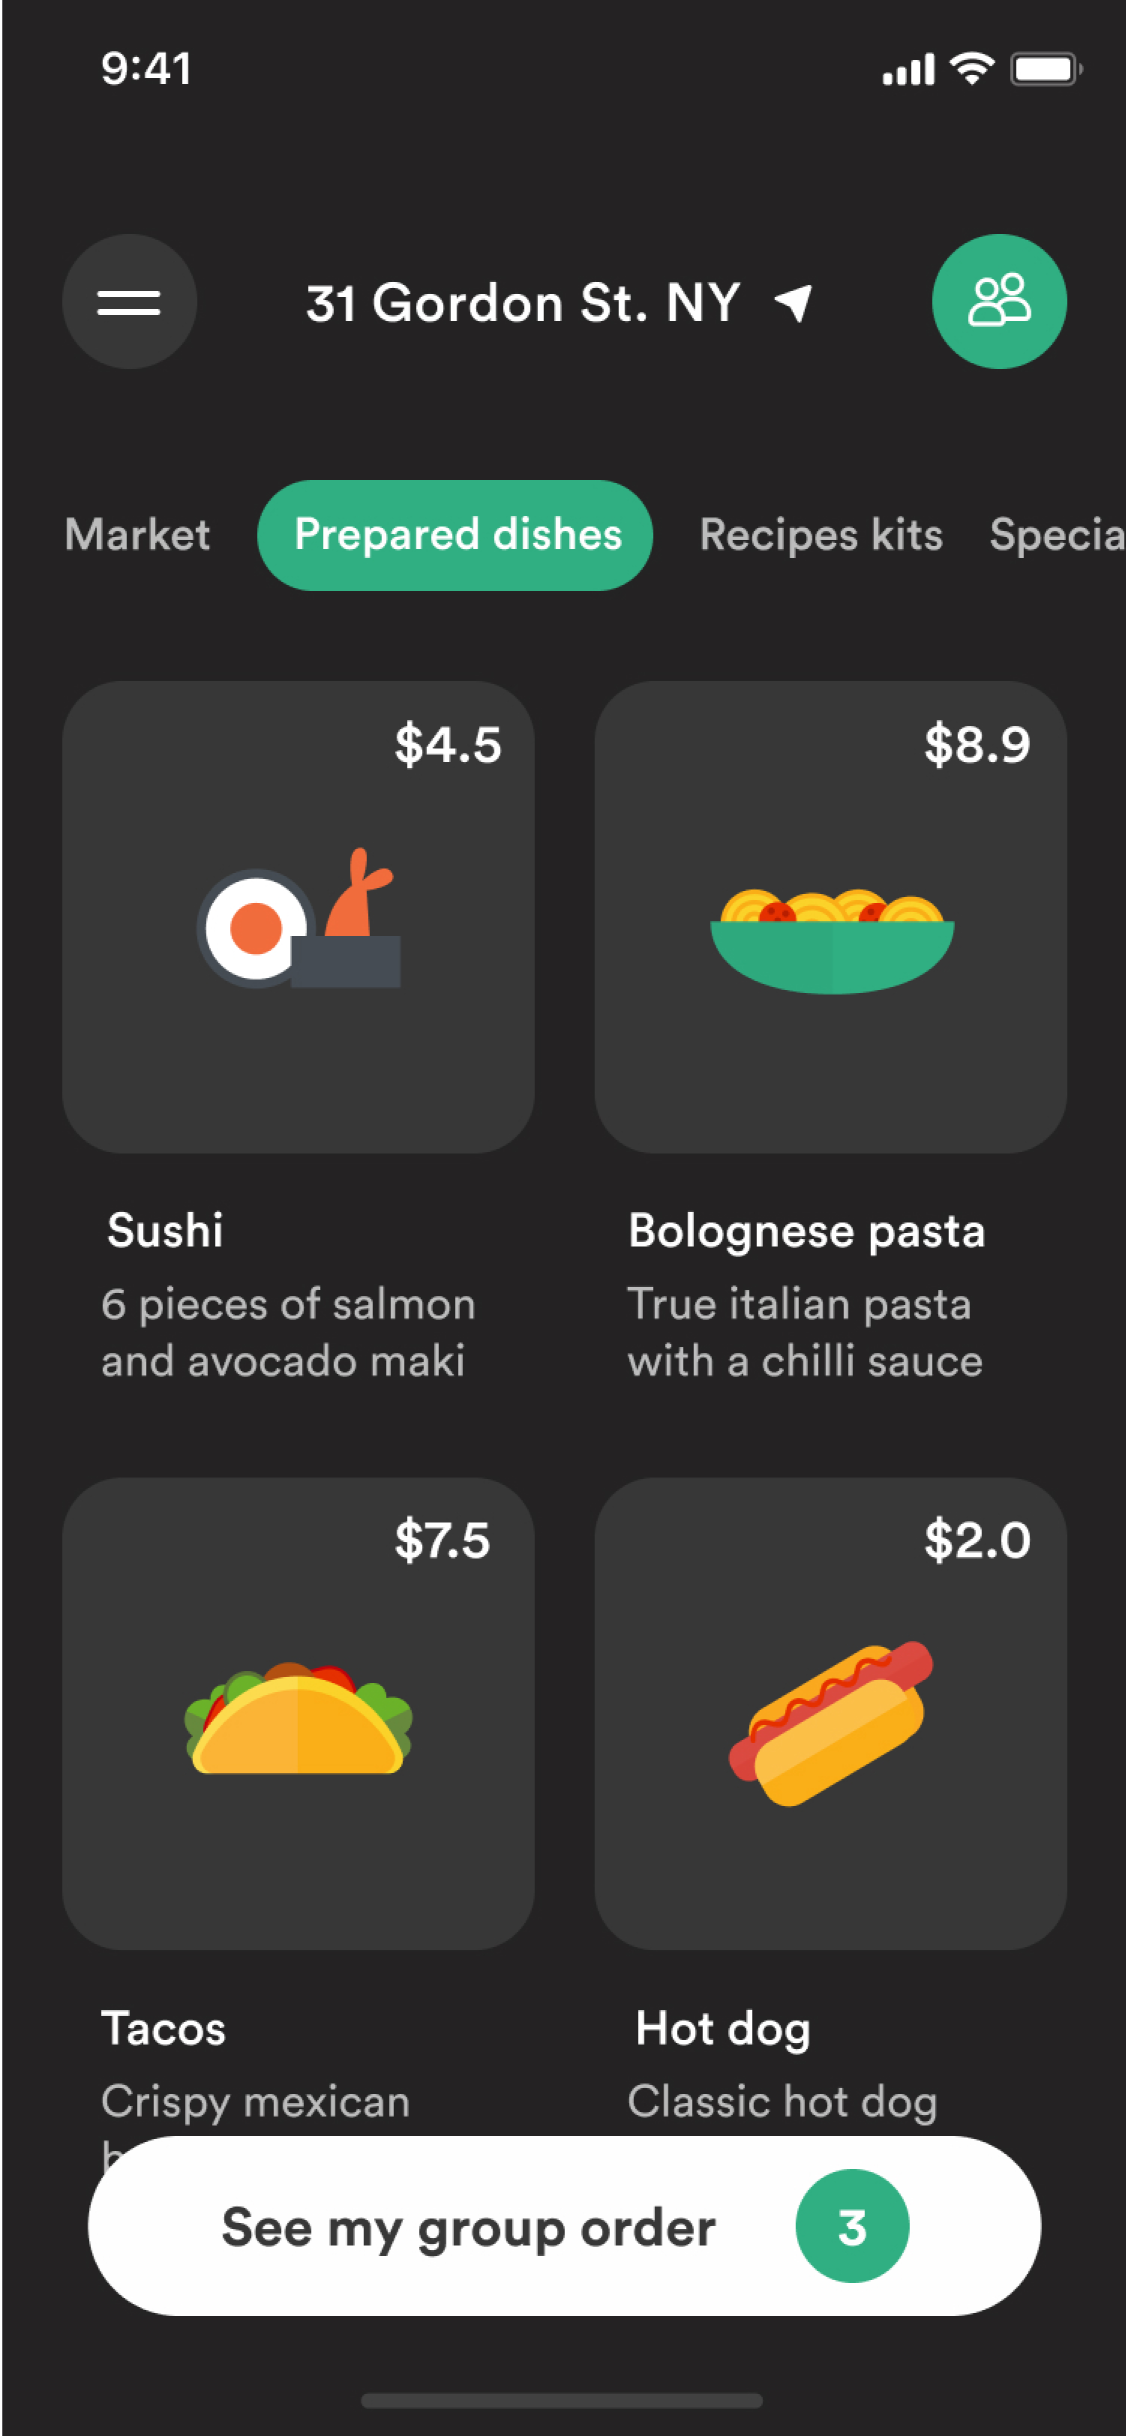 9:41
31 Gordon St. NY
Market Prepared dishes Recipes kits Specia
$4.5 $8.9
Sushi
6 pieces of salmon
and avocado maki
Bolognese pasta
True italian pasta
with a chilli sauce
$7.5 $2.0
Tacos
Crispy mexican
Hot dog
Classic hot dog
See my group order 3